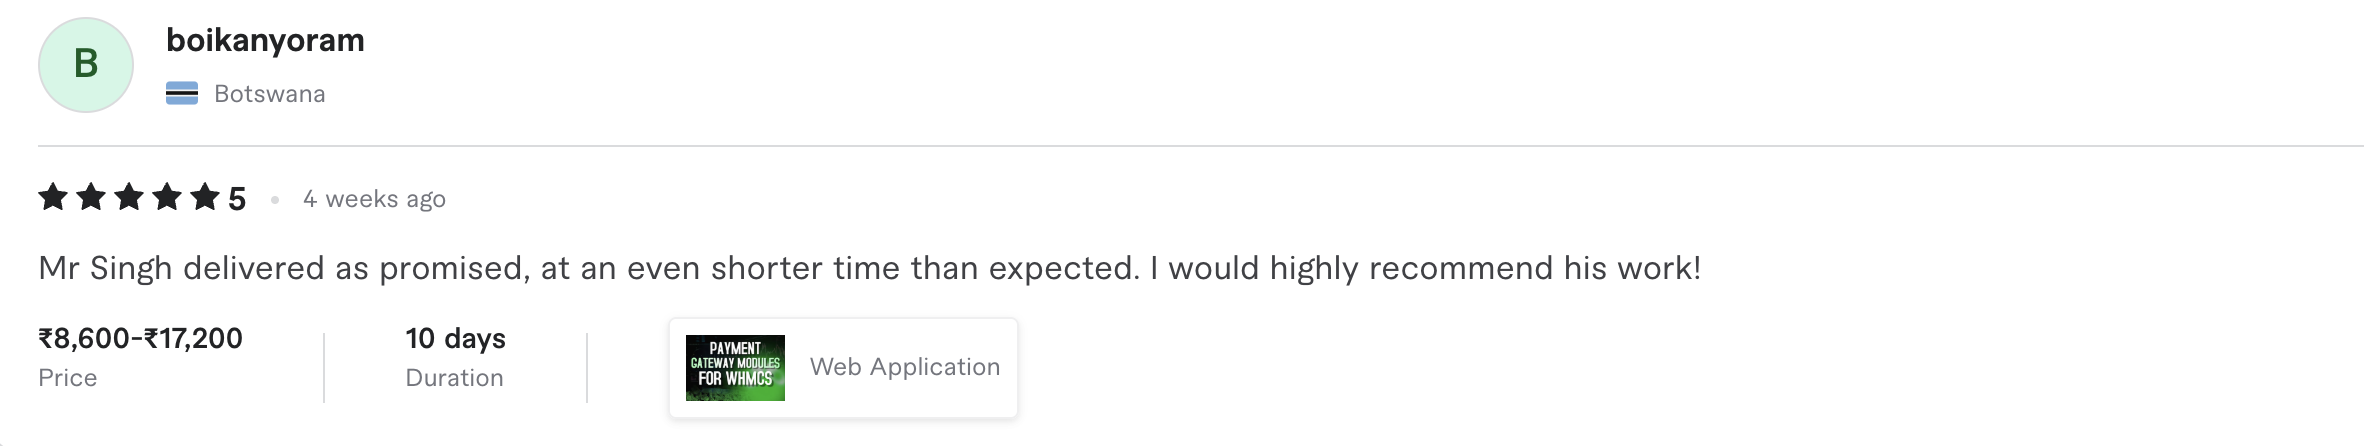 B
boikanyoram
Botswana
★★★★★ 5 • 4 weeks ago
Mr Singh delivered as promised, at an even shorter time than expected. I would highly recommend his work!
₹8,600-₹17,200
Price
10 days
Duration
PAYMENT
GATEWAY MODULES
FOR WHMCS
Web Application